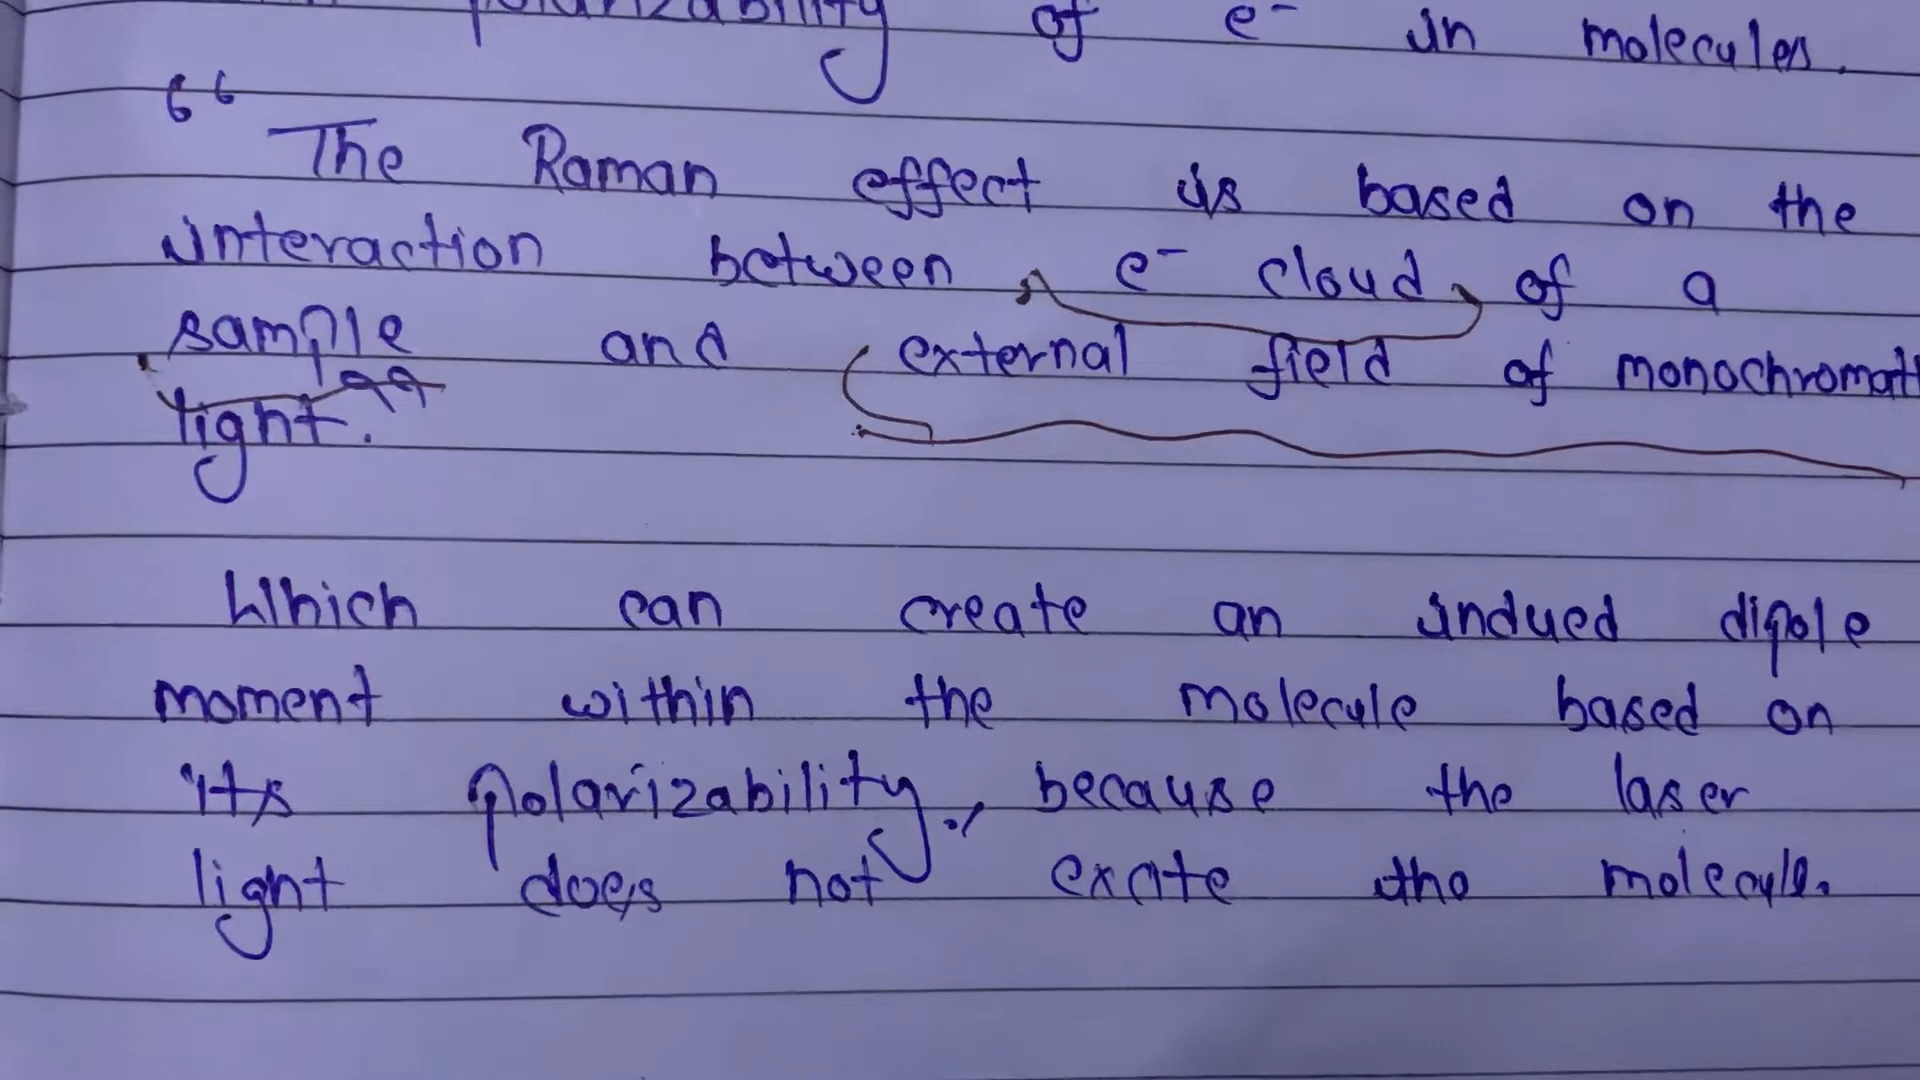 polarizability of e⁻ in molecules.
“ The Raman effect is based on the
interaction between e⁻ cloud of a
sample and external field of monochromati
light.”
Which can create an indued dipole
moment within the molecule based on
its polarizability, because the laser
light does not excite the molecule.